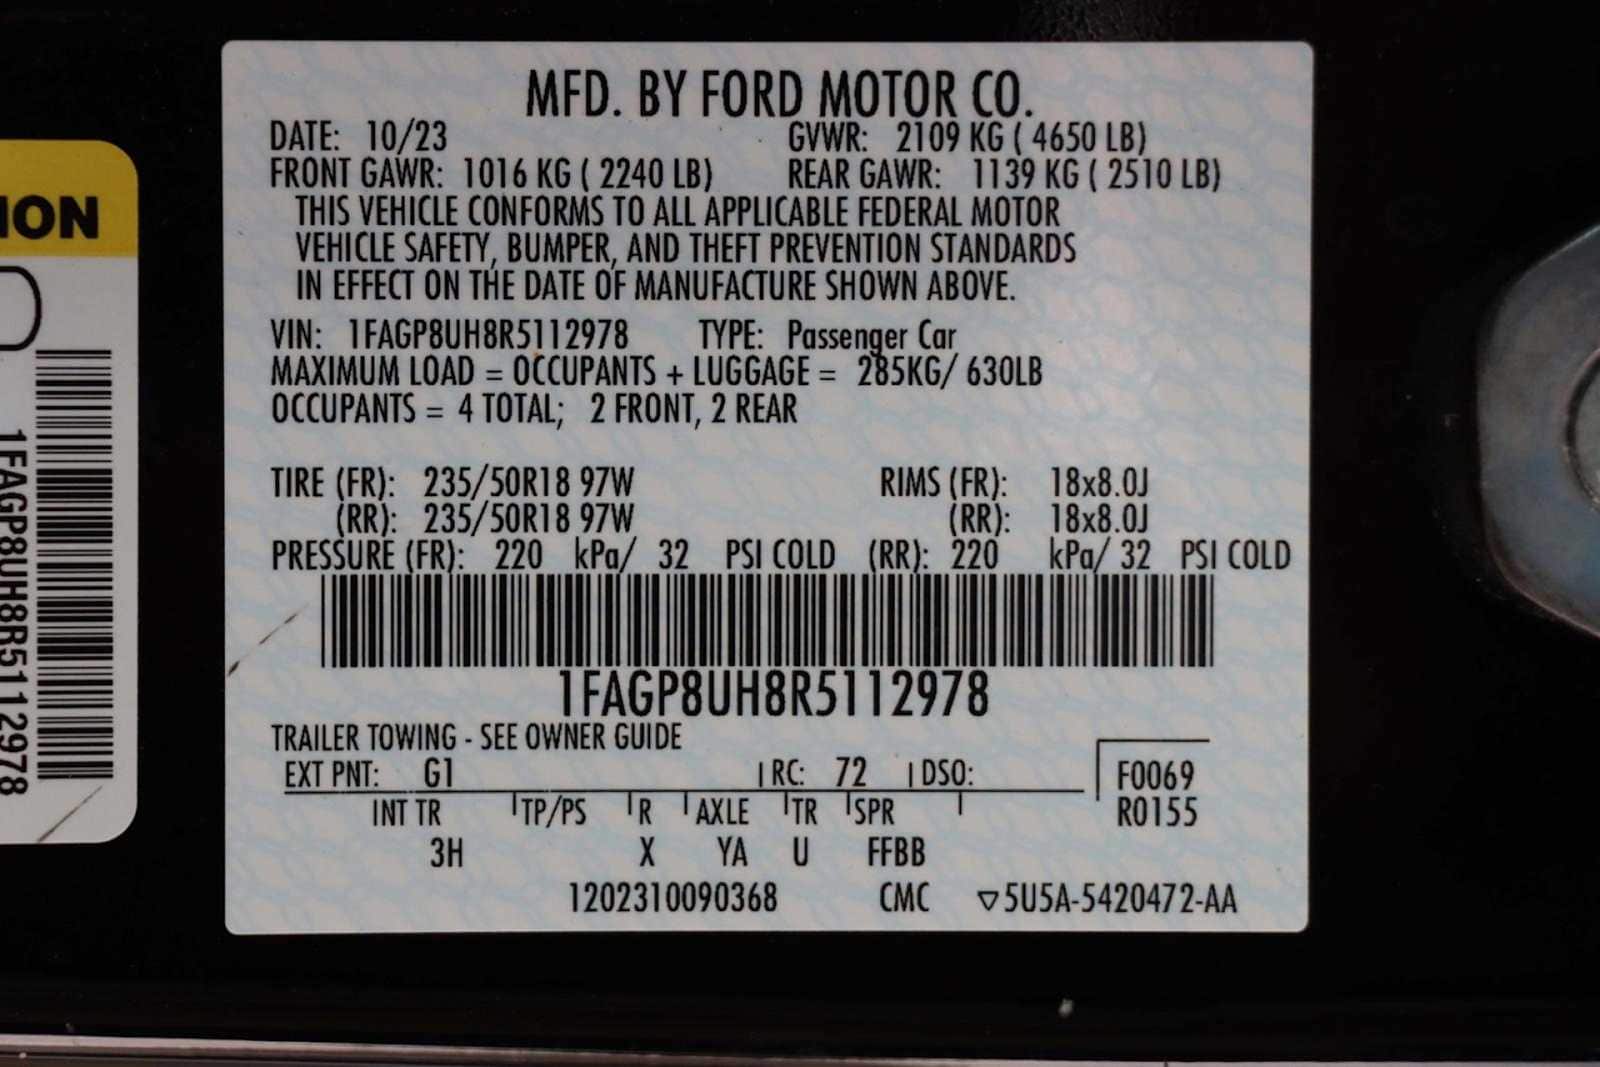 MFD. BY FORD MOTOR CO.
DATE: 10/23 GVWR: 2109 KG ( 4650 LB)
FRONT GAWR: 1016 KG ( 2240 LB) REAR GAWR: 1139 KG ( 2510 LB)
THIS VEHICLE CONFORMS TO ALL APPLICABLE FEDERAL MOTOR
VEHICLE SAFETY, BUMPER, AND THEFT PREVENTION STANDARDS
IN EFFECT ON THE DATE OF MANUFACTURE SHOWN ABOVE.
VIN: 1FAGP8UH8R5112978 TYPE: Passenger Car
MAXIMUM LOAD = OCCUPANTS + LUGGAGE = 285KG/ 630LB
OCCUPANTS = 4 TOTAL; 2 FRONT, 2 REAR
TIRE (FR): 235/50R18 97W RIMS (FR): 18x8.0J
(RR): 235/50R18 97W (RR): 18x8.0J
PRESSURE (FR): 220 kPa/ 32 PSI COLD (RR): 220 kPa/ 32 PSI COLD
1FAGP8UH8R5112978
TRAILER TOWING - SEE OWNER GUIDE
EXT PNT: G1 RC: 72 DSO: F0069
INT TR TP/PS R AXLE TR SPR R0155
3H X YA U FFBB
1202310090368 CMC ▽5U5A-5420472-AA
ION
1FAGP8UH8R5112978